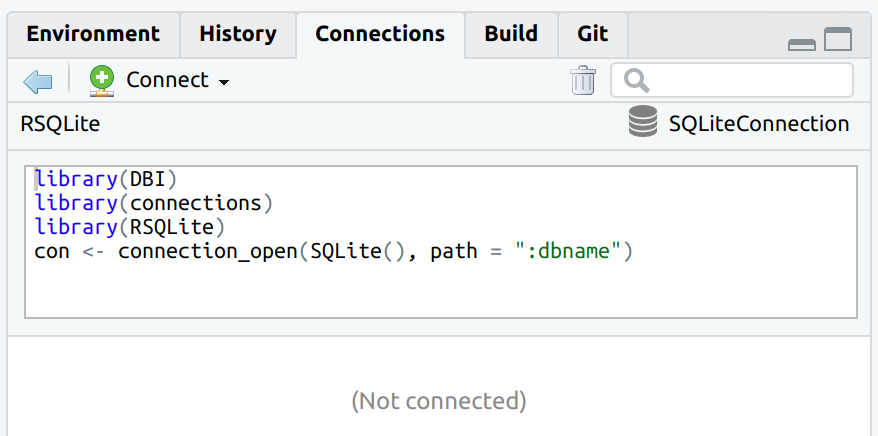 Environment History Connections Build Git
Connect
RSQLite SQLiteConnection
library(DBI)
library(connections)
library(RSQLite)
con <- connection_open(SQLite(), path = ":dbname")
(Not connected)